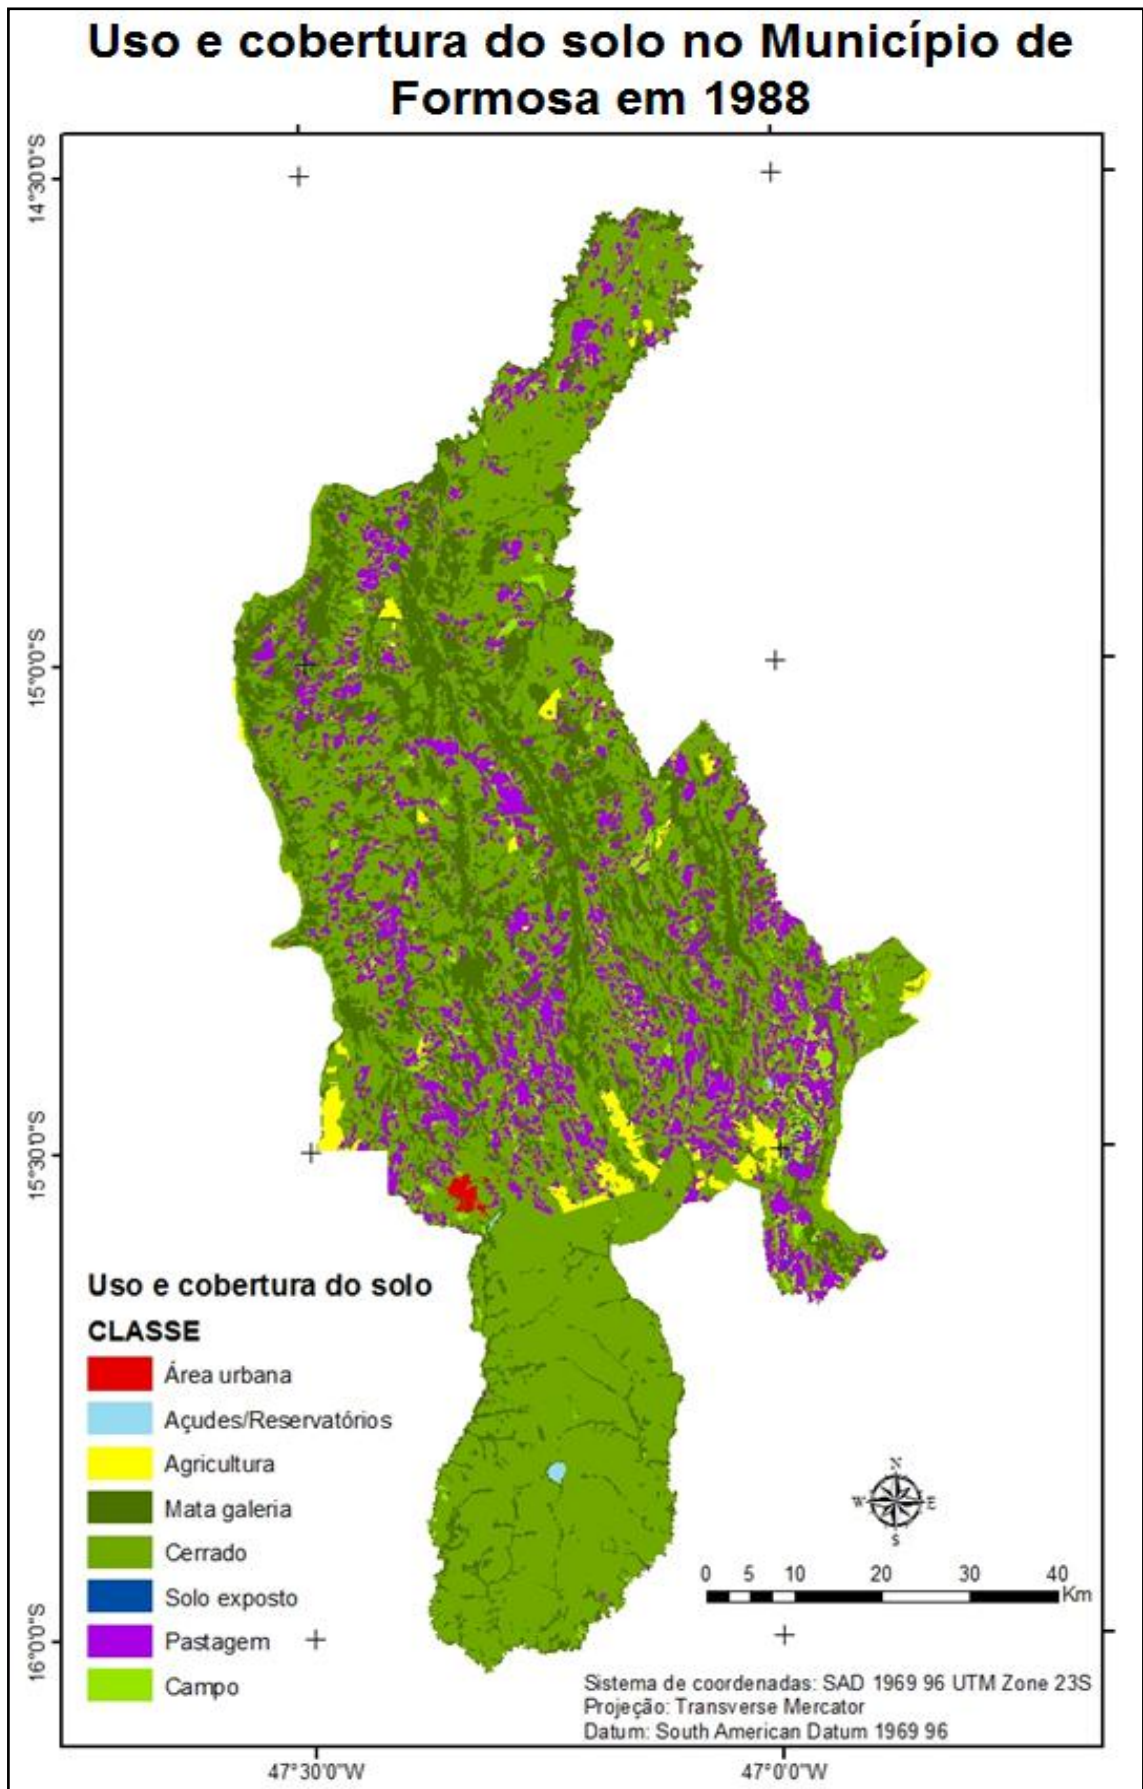 Uso e cobertura do solo no Município de
Formosa em 1988
14°30'0"S
15°0'0"S
15°30'0"S
16°0'0"S
Uso e cobertura do solo
CLASSE
Área urbana
Açudes/Reservatórios
Agricultura
Mata galeria
Cerrado
Solo exposto
Pastagem
Campo
N
W E
S
0 5 10 20 30 40
Km
Sistema de coordenadas: SAD 1969 96 UTM Zone 23S
Projeção: Transverse Mercator
Datum: South American Datum 1969 96
47°30'0"W 47°0'0"W